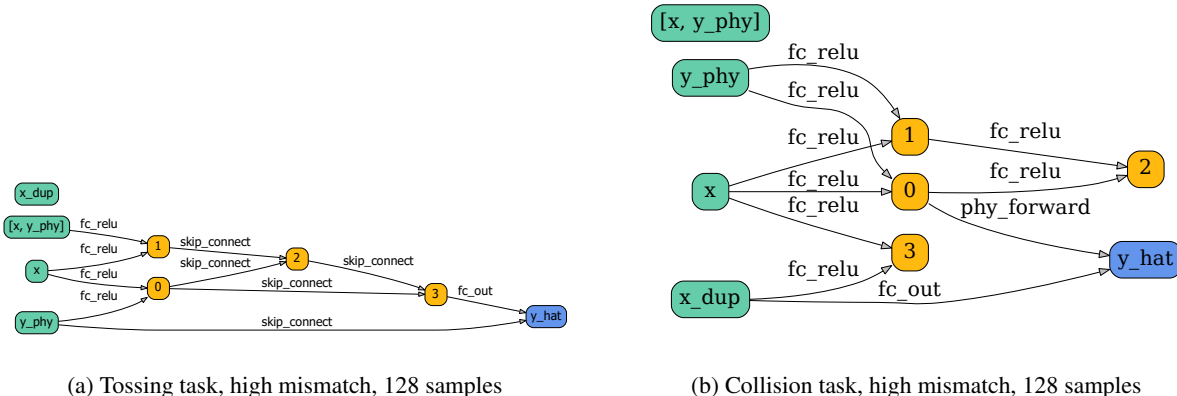 x_dup
[x, y_phy]
x
y_phy
fc_relu
fc_relu
fc_relu
fc_relu
1
0
skip_connect
skip_connect
skip_connect
skip_connect
2
skip_connect
3
fc_out
y_hat
(a) Tossing task, high mismatch, 128 samples
[x, y_phy]
y_phy
x
x_dup
fc_relu
fc_relu
fc_relu
fc_relu
fc_relu
fc_relu
1
0
3
fc_relu
fc_relu
phy_forward
fc_out
2
y_hat
(b) Collision task, high mismatch, 128 samples